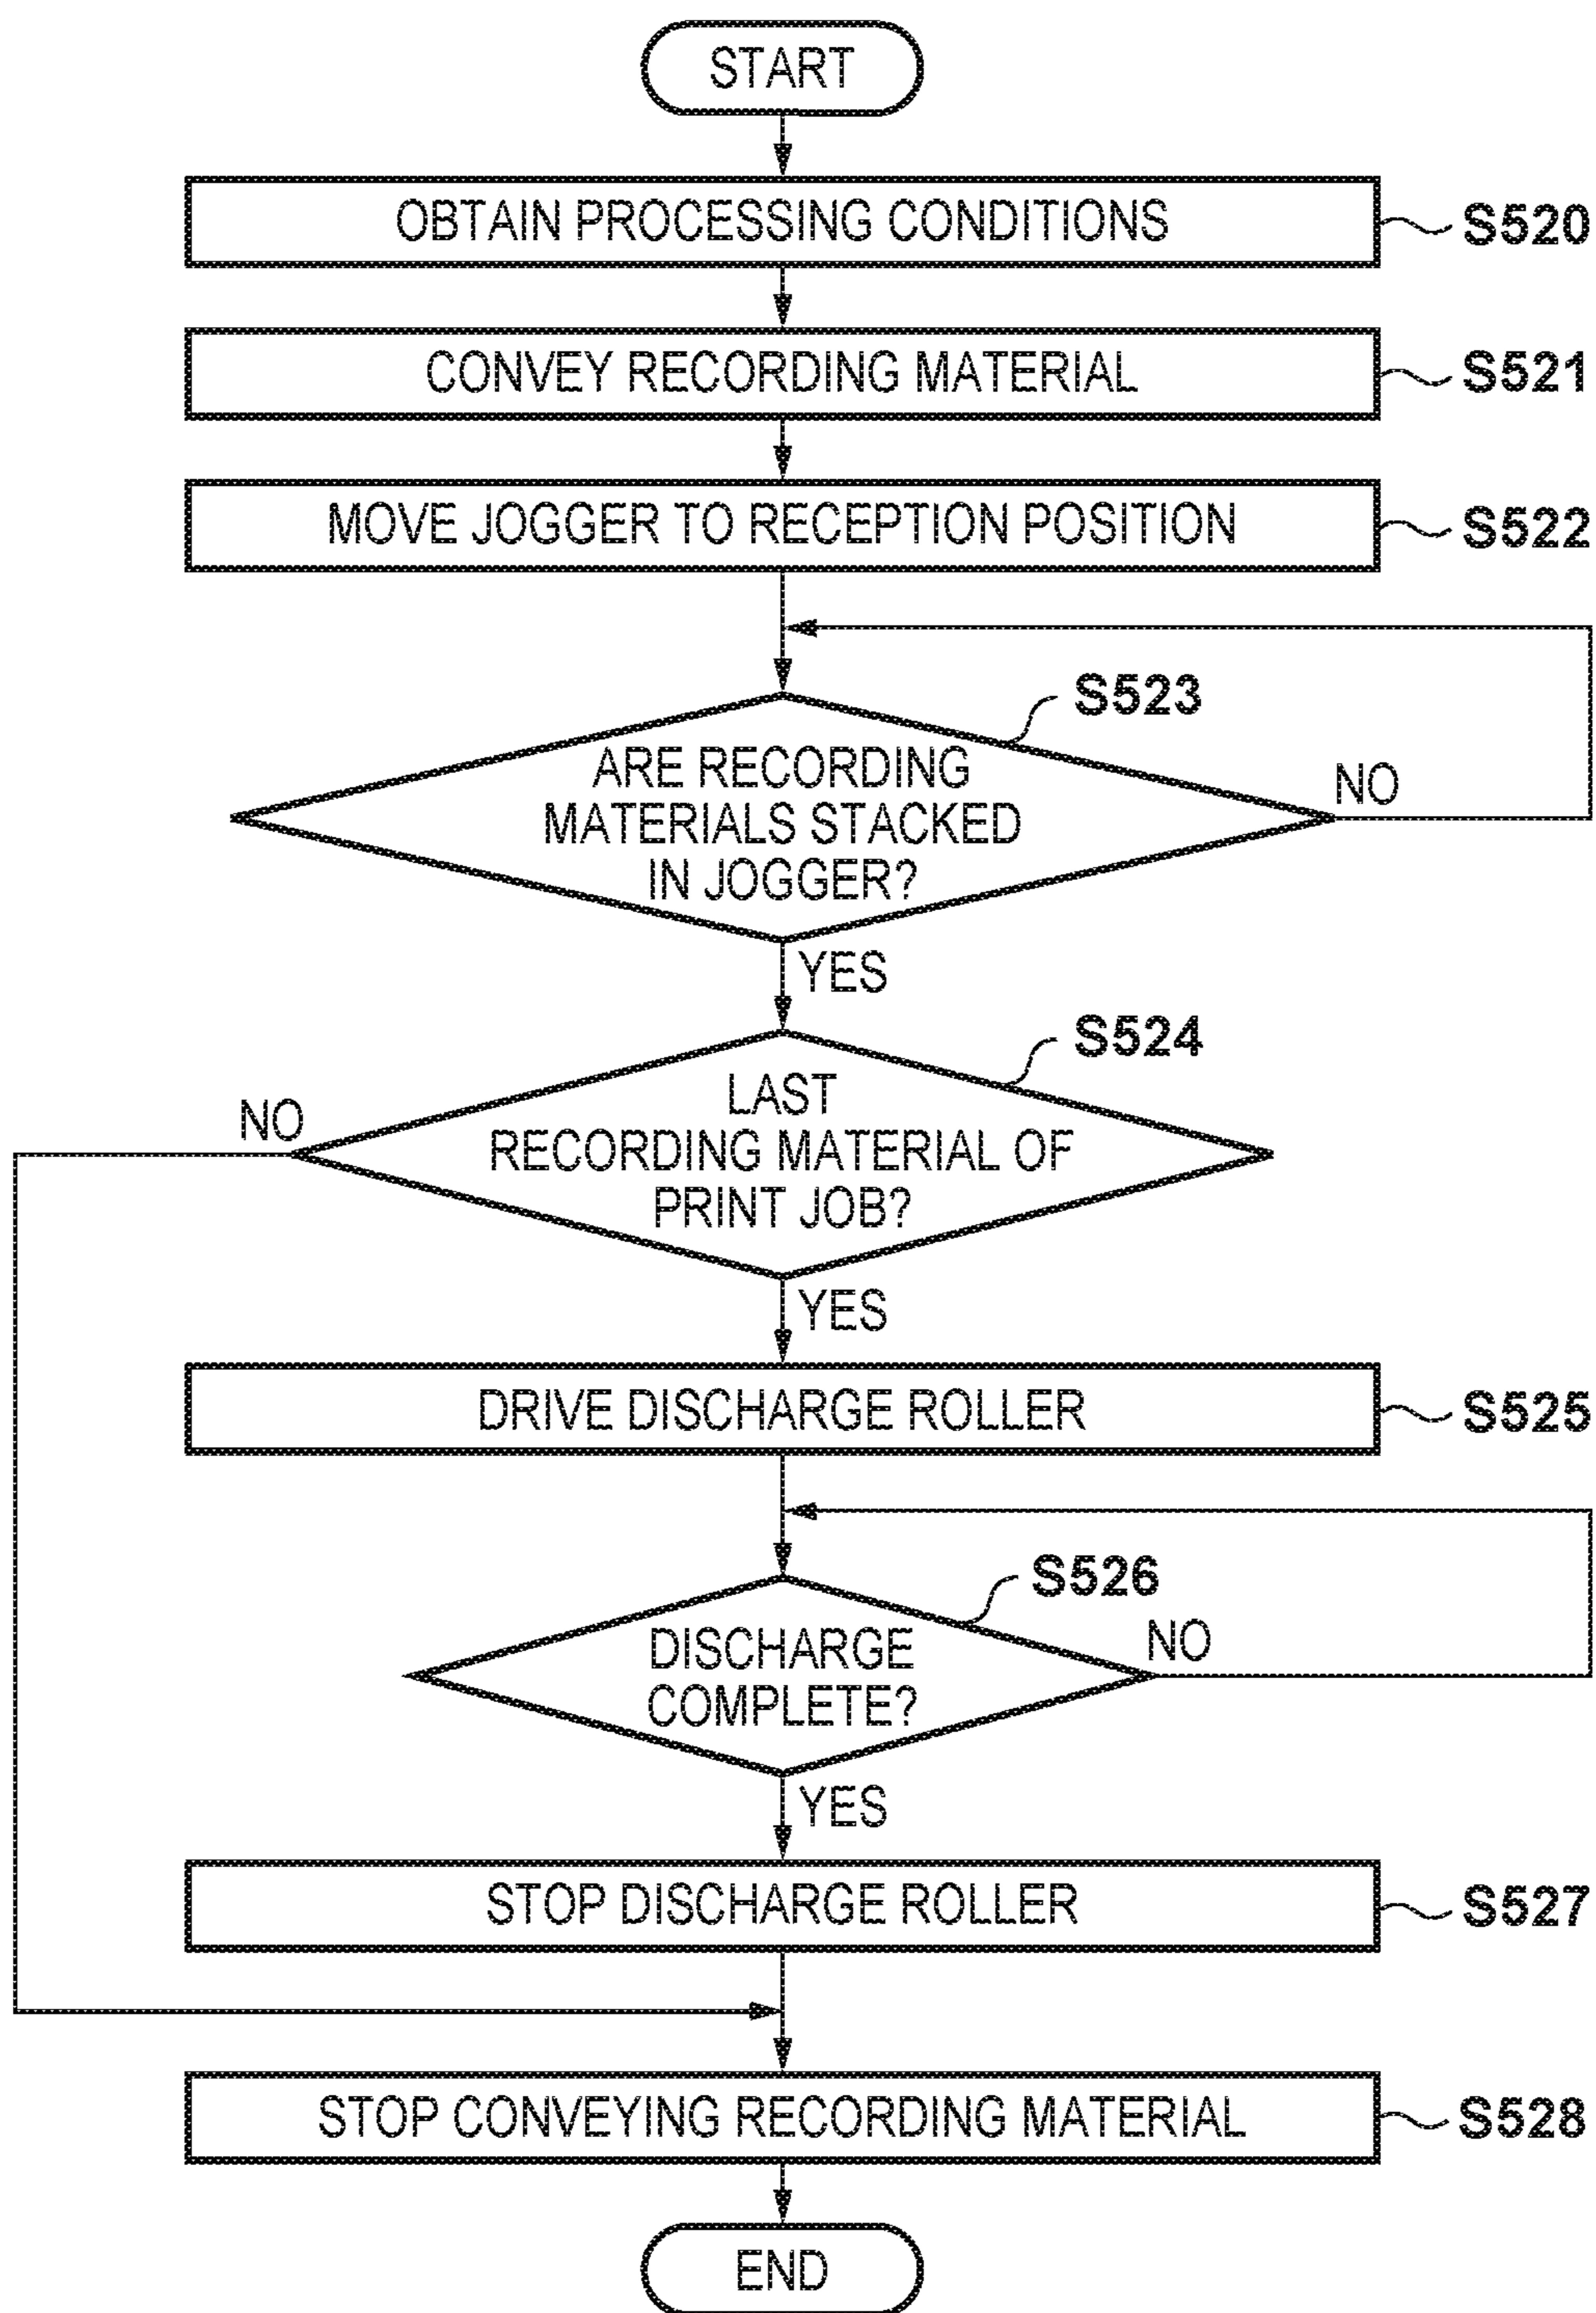 START
OBTAIN PROCESSING CONDITIONS
S520
CONVEY RECORDING MATERIAL
S521
MOVE JOGGER TO RECEPTION POSITION
S522
S523
ARE RECORDING
MATERIALS STACKED
IN JOGGER?
NO
YES
S524
LAST
RECORDING MATERIAL OF
PRINT JOB?
NO
YES
DRIVE DISCHARGE ROLLER
S525
S526
DISCHARGE
COMPLETE?
NO
YES
STOP DISCHARGE ROLLER
S527
STOP CONVEYING RECORDING MATERIAL
S528
END